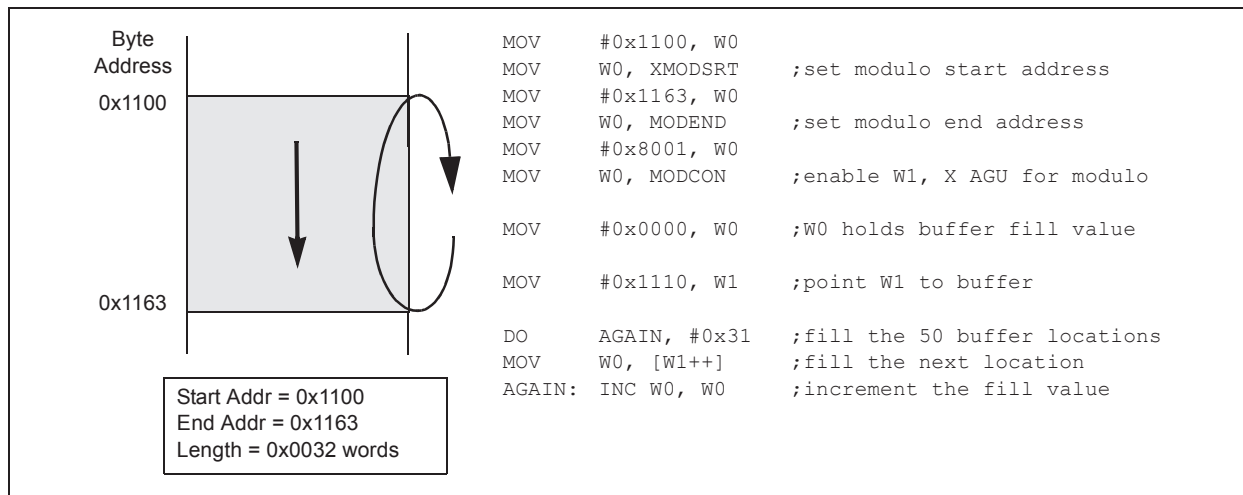 Byte
Address
0x1100
0x1163
Start Addr = 0x1100
End Addr = 0x1163
Length = 0x0032 words
MOV #0x1100, W0
MOV W0, XMODSRT ;set modulo start address
MOV #0x1163, W0
MOV W0, MODEND ;set modulo end address
MOV #0x8001, W0
MOV W0, MODCON ;enable W1, X AGU for modulo
MOV #0x0000, W0 ;W0 holds buffer fill value
MOV #0x1110, W1 ;point W1 to buffer
DO AGAIN, #0x31 ;fill the 50 buffer locations
MOV W0, [W1++] ;fill the next location
AGAIN: INC W0, W0 ;increment the fill value